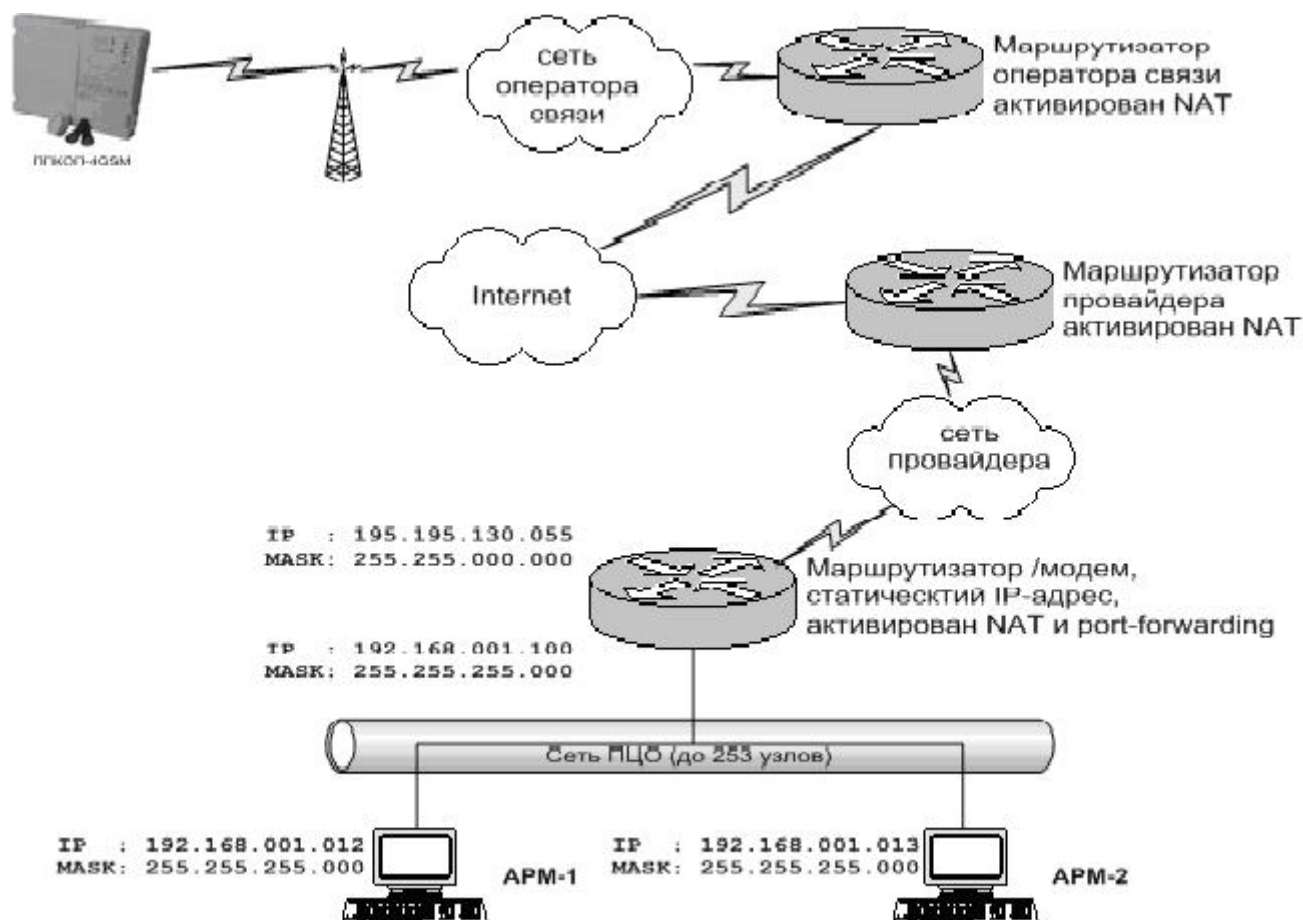 сеть
оператора
связи
Маршрутизатор
оператора связи
активирован NAT
Internet
Маршрутизатор
провайдера
активирован NAT
сеть
провайдера
IP : 195.195.130.055
MASK: 255.255.000.000
Маршрутизатор /модем,
статическтий IP-адрес,
активирован NAT и port-forwarding
IP : 192.168.001.100
MASK: 255.255.255.000
Сеть ПЦО (до 253 узлов)
IP : 192.168.001.012
MASK: 255.255.255.000
АРМ-1
IP : 192.168.001.013
MASK: 255.255.255.000
АРМ-2